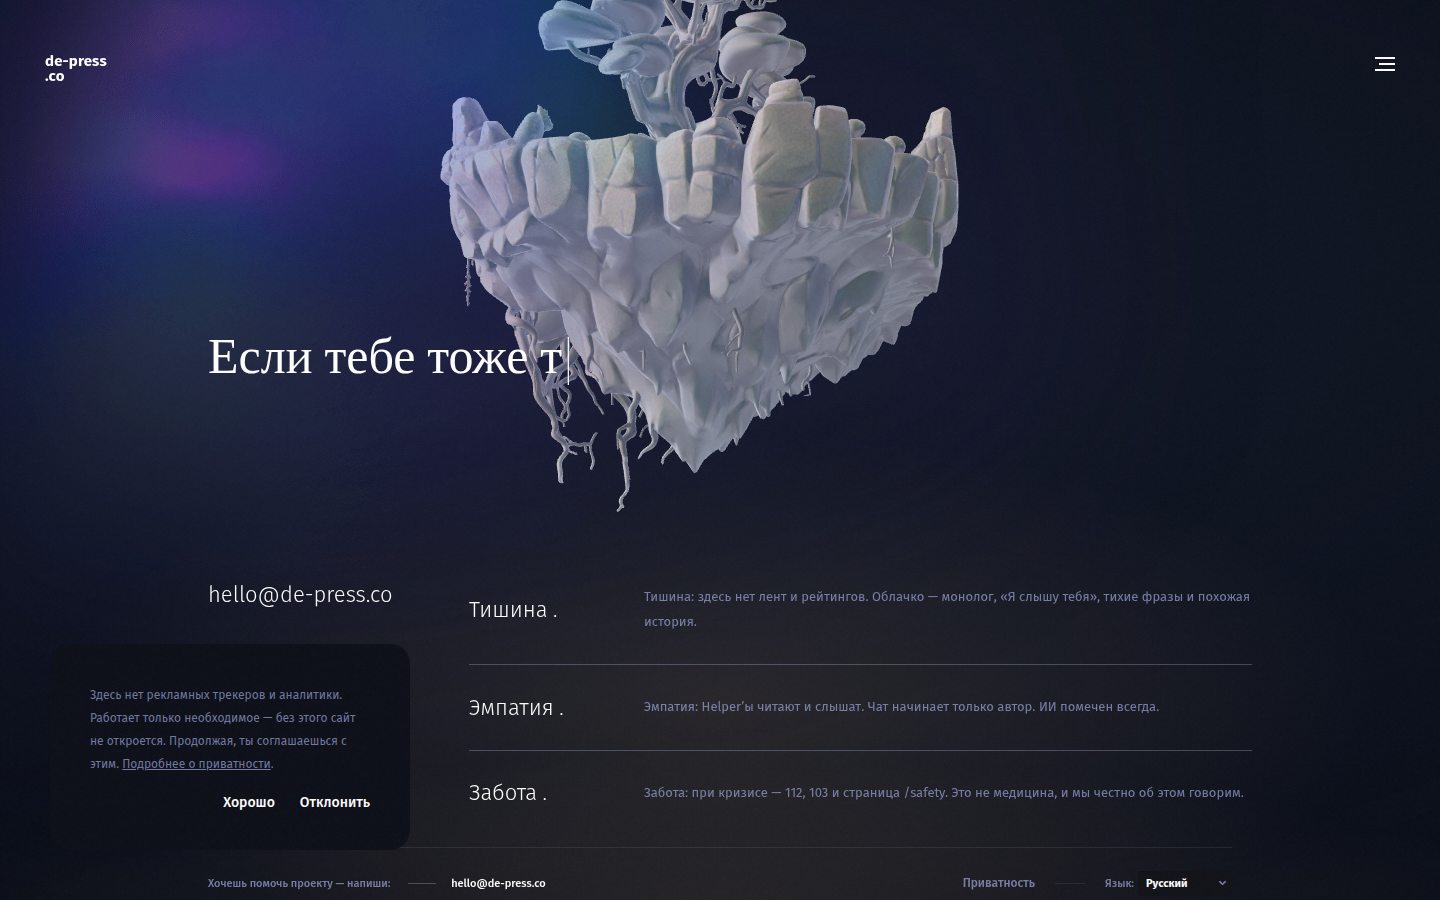 de-press
.co
Если тебе тоже т
hello@de-press.co
Тишина .
Тишина: здесь нет лент и рейтингов. Облачко — монолог, «Я слышу тебя», тихие фразы и похожая
история.
Эмпатия .
Эмпатия: Helper'ы читают и слышат. Чат начинает только автор. ИИ помечен всегда.
Забота .
Забота: при кризисе — 112, 103 и страница /safety. Это не медицина, и мы честно об этом говорим.
Здесь нет рекламных трекеров и аналитики.
Работает только необходимое — без этого сайт
не откроется. Продолжая, ты соглашаешься с
этим. Подробнее о приватности.
Хорошо Отклонить
Хочешь помочь проекту — напиши: hello@de-press.co
Приватность Язык: Русский